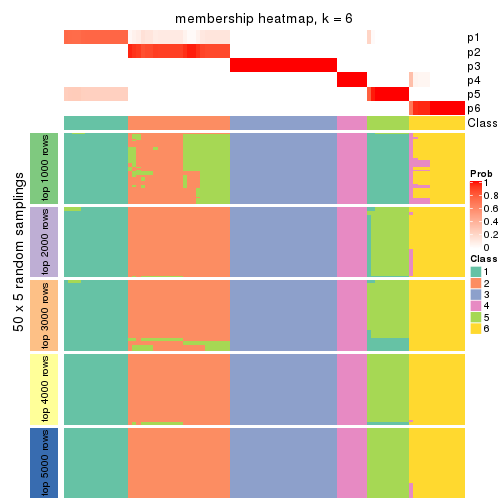 membership heatmap, k = 6
p1
p2
p3
p4
p5
p6
Class
50 x 5 random samplings
top 1000 rows
top 2000 rows
top 3000 rows
top 4000 rows
top 5000 rows
Prob
1
0.8
0.6
0.4
0.2
0
Class
1
2
3
4
5
6